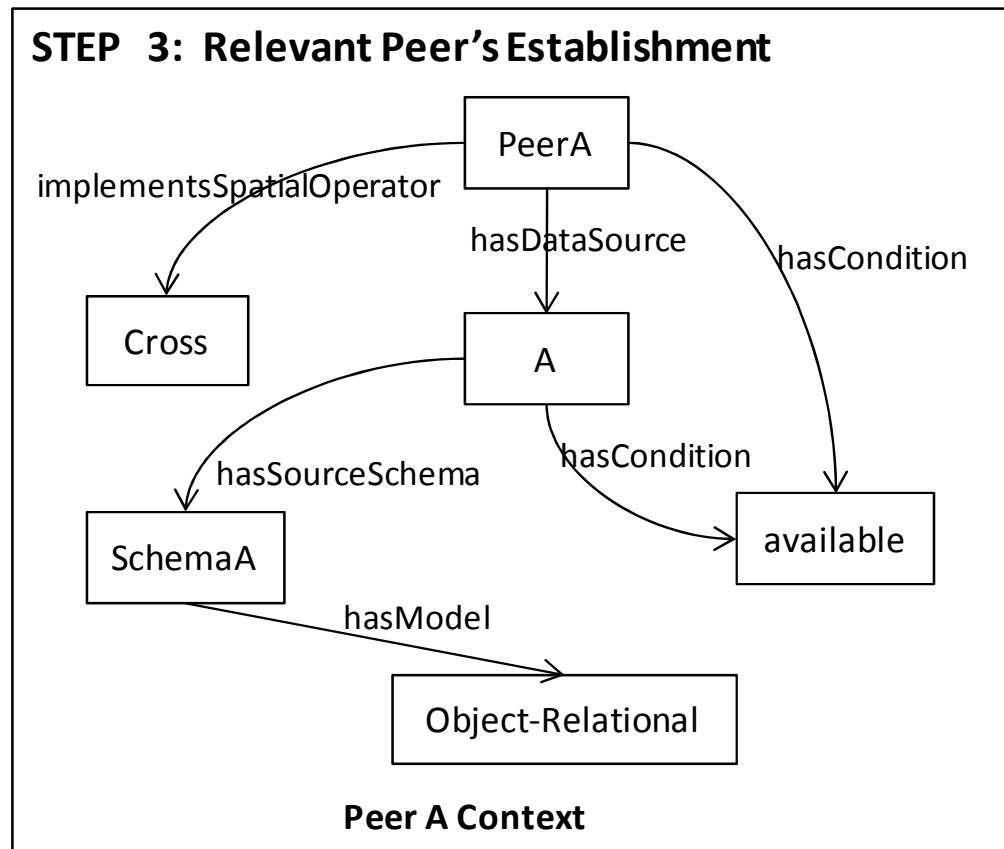 STEP 3: Relevant Peer's Establishment
PeerA
implementsSpatialOperator
hasDataSource
hasCondition
Cross
A
hasCondition
hasSourceSchema
available
SchemaA
hasModel
Object-Relational
Peer A Context